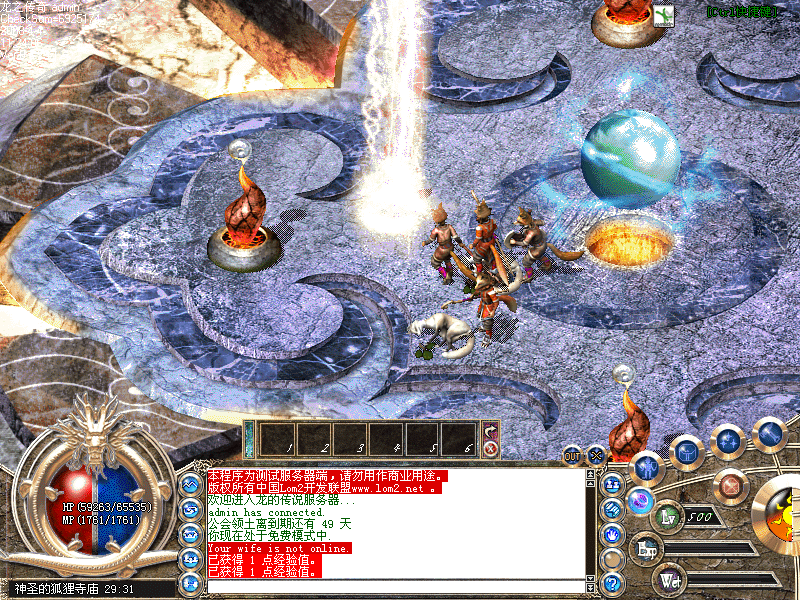 龙之传奇 admin
本程序为测试服务器端，请勿用作商业用途。
版权所有中国Lom2开发联盟www.lom2.net 。
欢迎进入龙的传说服务器...
admin has connected.
公会领土离到期还有 49 天
你现在处于免费模式中.
Your wife is not online.
已获得 1 点经验值。
已获得 1 点经验值。
HP (59263/65535)
MP (1761/1761)
神圣的狐狸寺庙 29:31
1 2 3 4 5 6
OUT
Lv 500
Exp
Wet